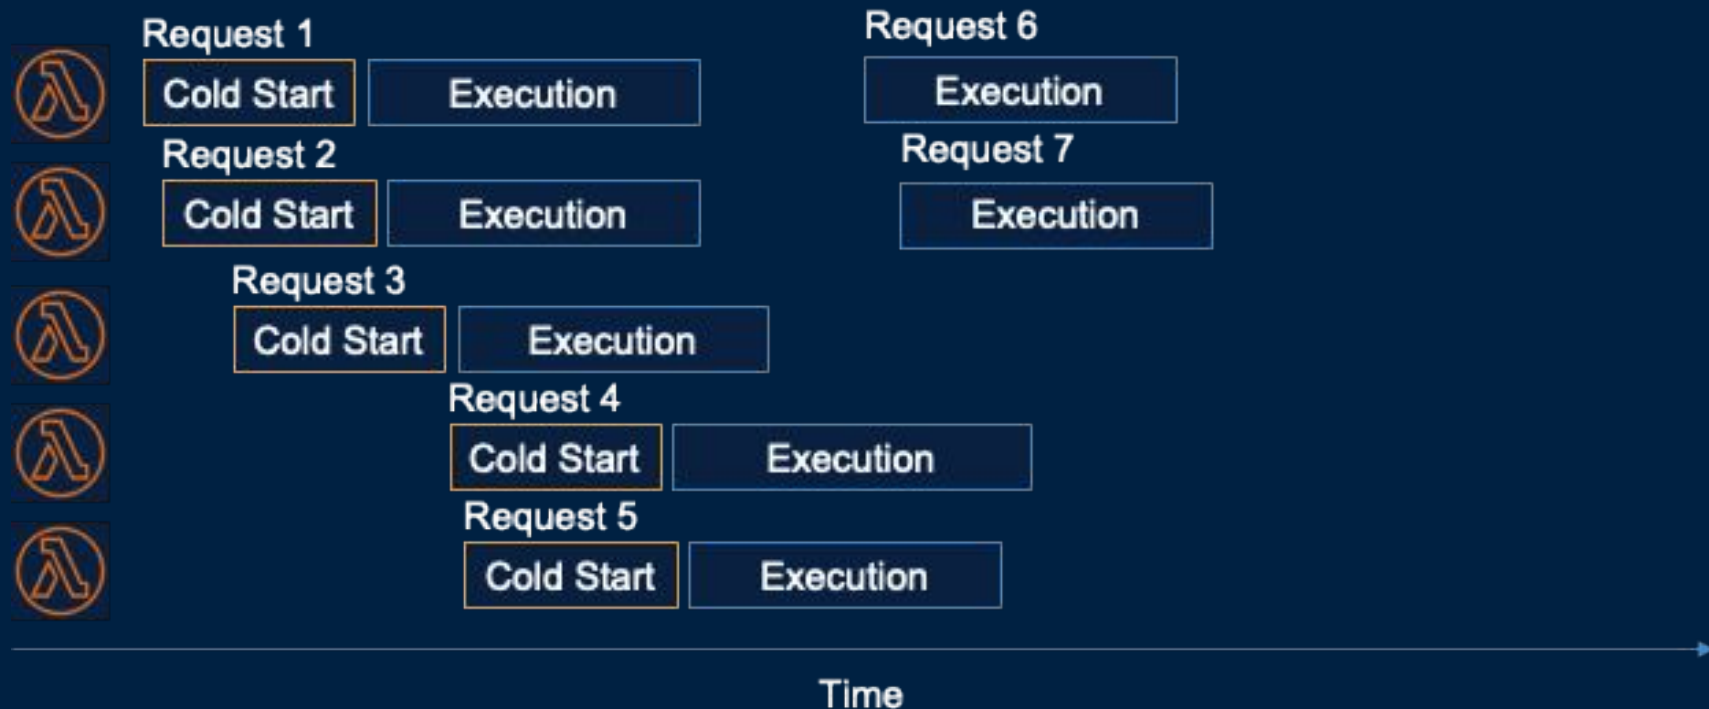 Request 1
Cold Start Execution
Request 6
Execution
Request 2
Cold Start Execution
Request 7
Execution
Request 3
Cold Start Execution
Request 4
Cold Start Execution
Request 5
Cold Start Execution
Time